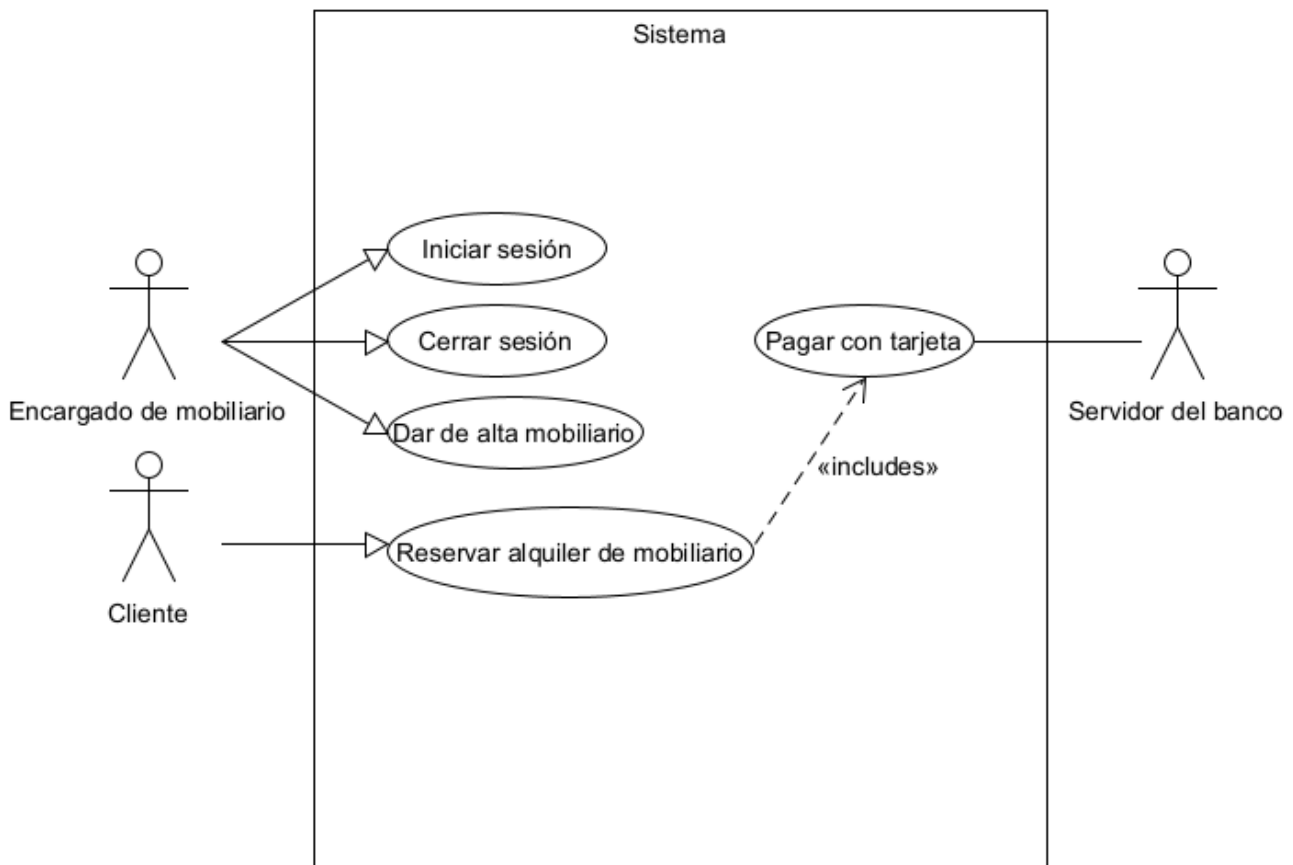 Sistema
Iniciar sesión
Cerrar sesión
Pagar con tarjeta
Encargado de mobiliario
Servidor del banco
Dar de alta mobiliario
«includes»
Reservar alquiler de mobiliario
Cliente